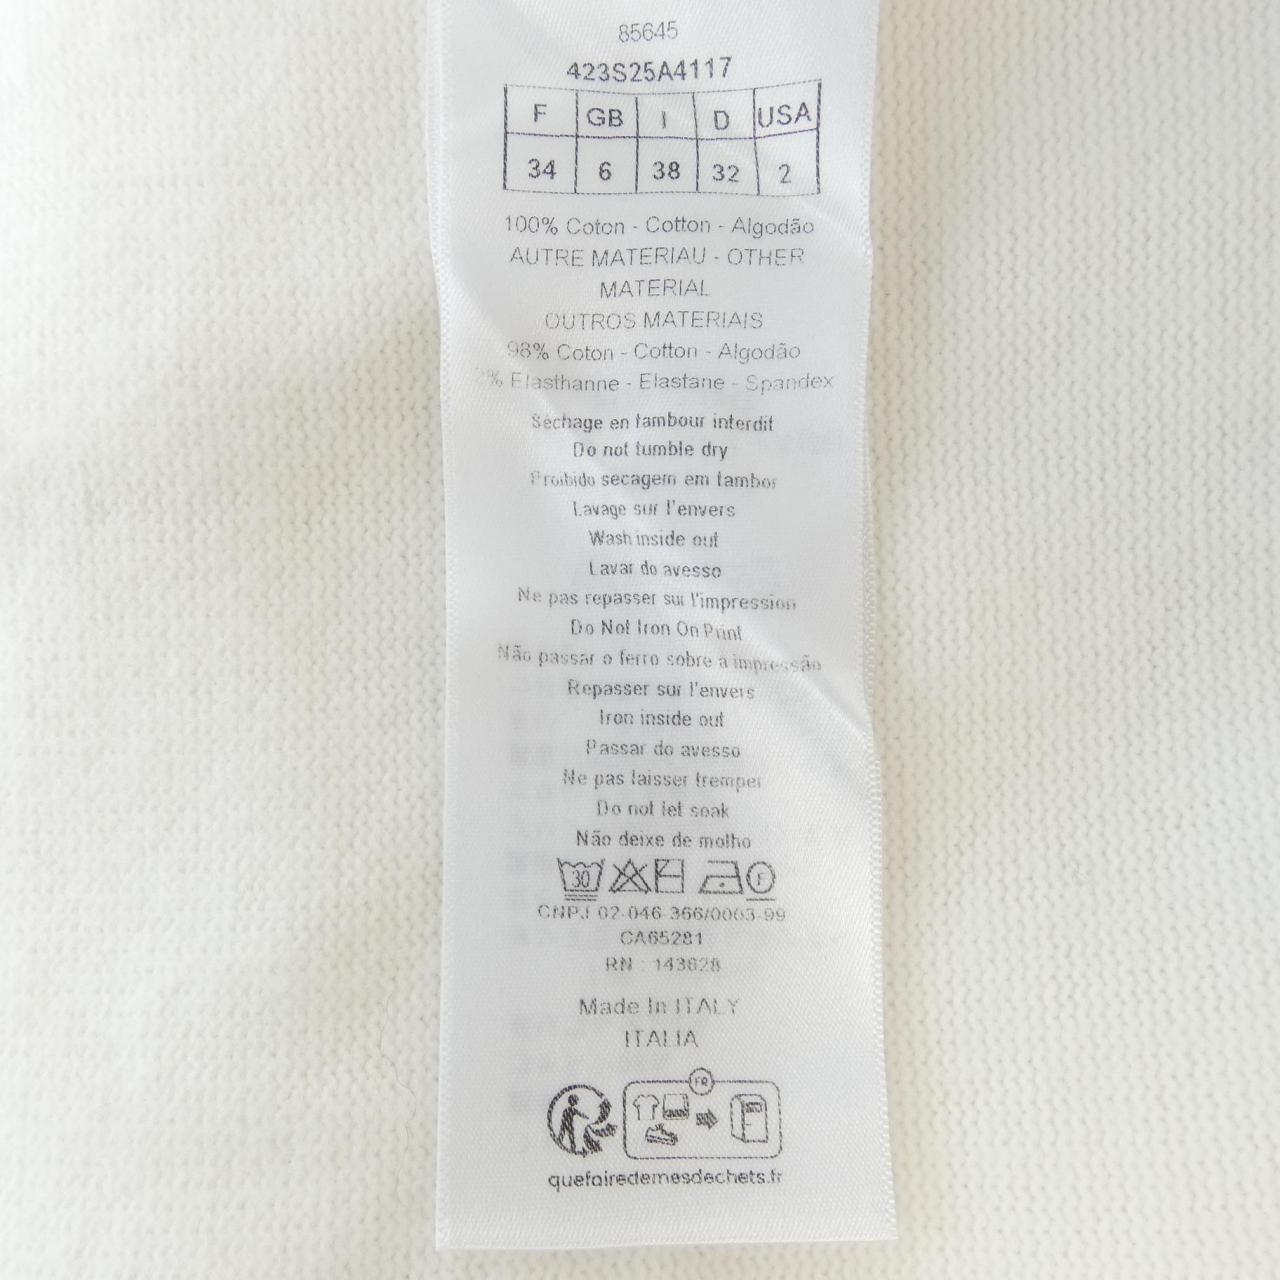 85645
423S25A4117
F GB I D USA
34 6 38 32 2
100% Coton - Cotton - Algodão
AUTRE MATERIAU - OTHER
MATERIAL
OUTROS MATERIAIS
98% Coton - Cotton - Algodão
2% Elasthanne - Elastane - Spandex
Séchage en tambour interdit
Do not tumble dry
Proibido secagem em tambor
Lavage sur l'envers
Wash inside out
Lavar do avesso
Ne pas repasser sur l'impression
Do Not Iron On Print
Não passar o ferro sobre a impressão
Repasser sur l'envers
Iron inside out
Passar do avesso
Ne pas laisser tremper
Do not let soak
Não deixe de molho
30 F
CNPJ 02-046-366/0003-99
CA65281
RN : 143628
Made In ITALY
ITALIA
FR
quefairedemesdechets.fr